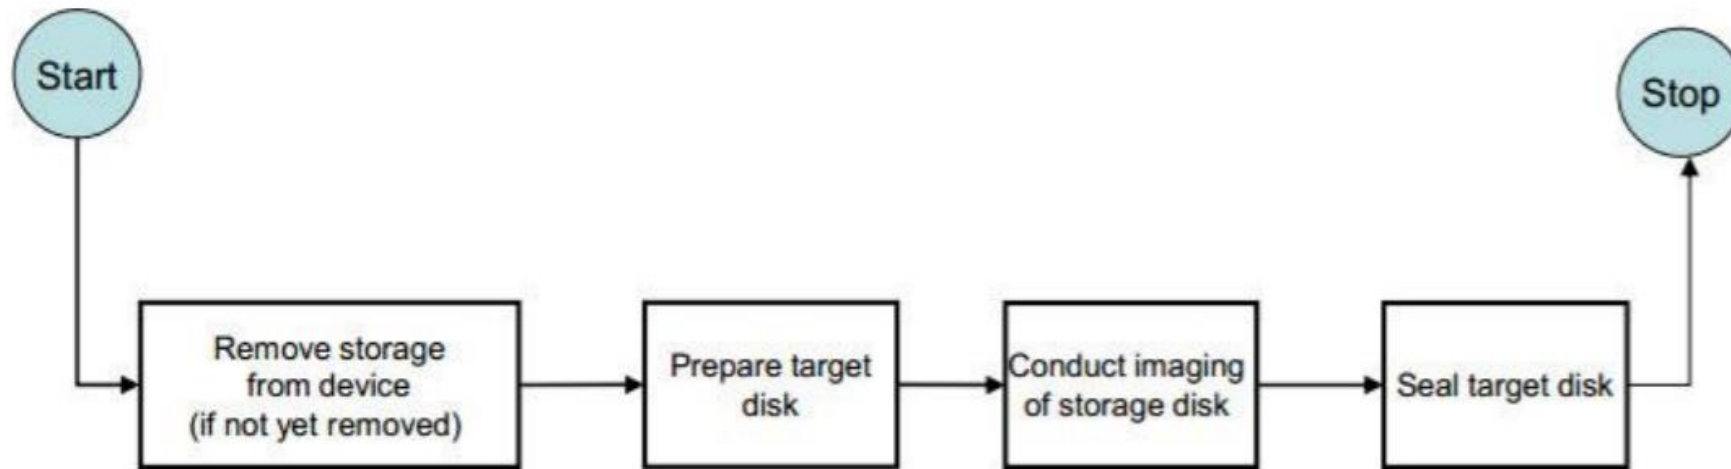 Start
Stop
Remove storage
from device
(if not yet removed)
Prepare target
disk
Conduct imaging
of storage disk
Seal target disk